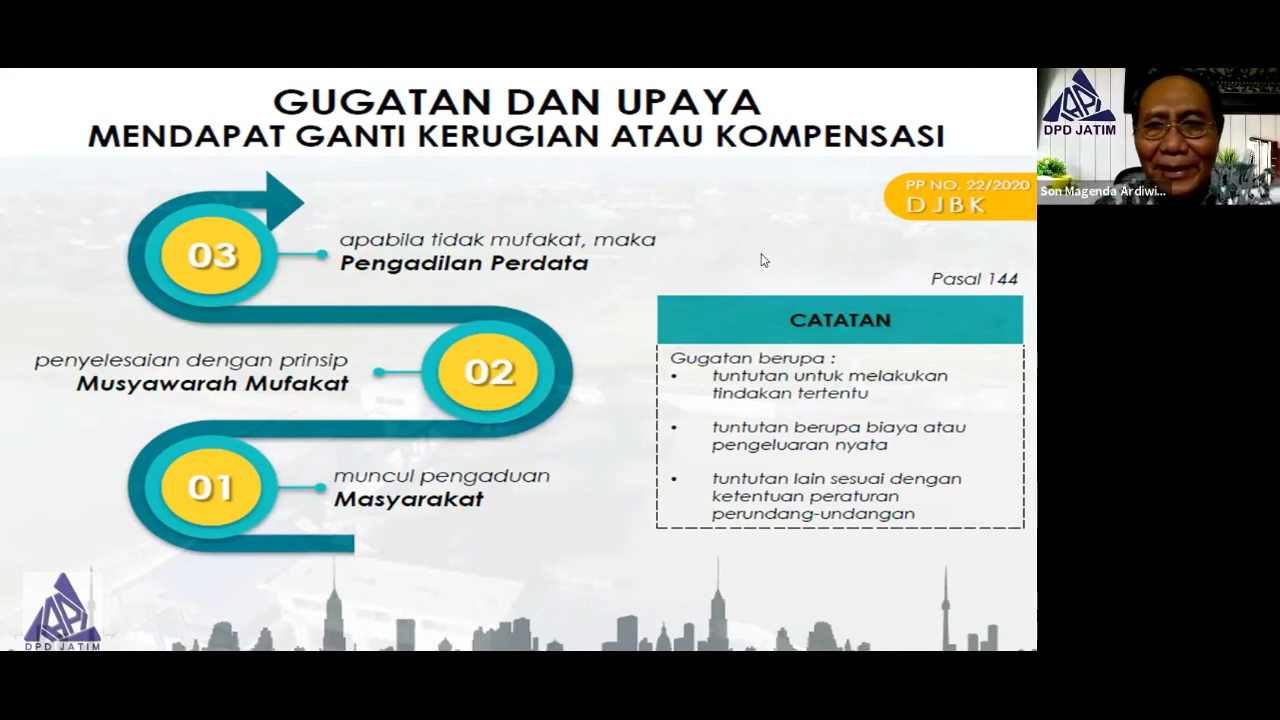 GUGATAN DAN UPAYA
MENDAPAT GANTI KERUGIAN ATAU KOMPENSASI
PP NO. 22/2020
DJBK
03
apabila tidak mufakat, maka
Pengadilan Perdata
penyelesaian dengan prinsip
Musyawarah Mufakat
02
01
muncul pengaduan
Masyarakat
Pasal 144
CATATAN
Gugatan berupa :
• tuntutan untuk melakukan
tindakan tertentu
• tuntutan berupa biaya atau
pengeluaran nyata
• tuntutan lain sesuai dengan
ketentuan peraturan
perundang-undangan
DPD JATIM
DPD JATIM
Son Magenda Ardiwi...